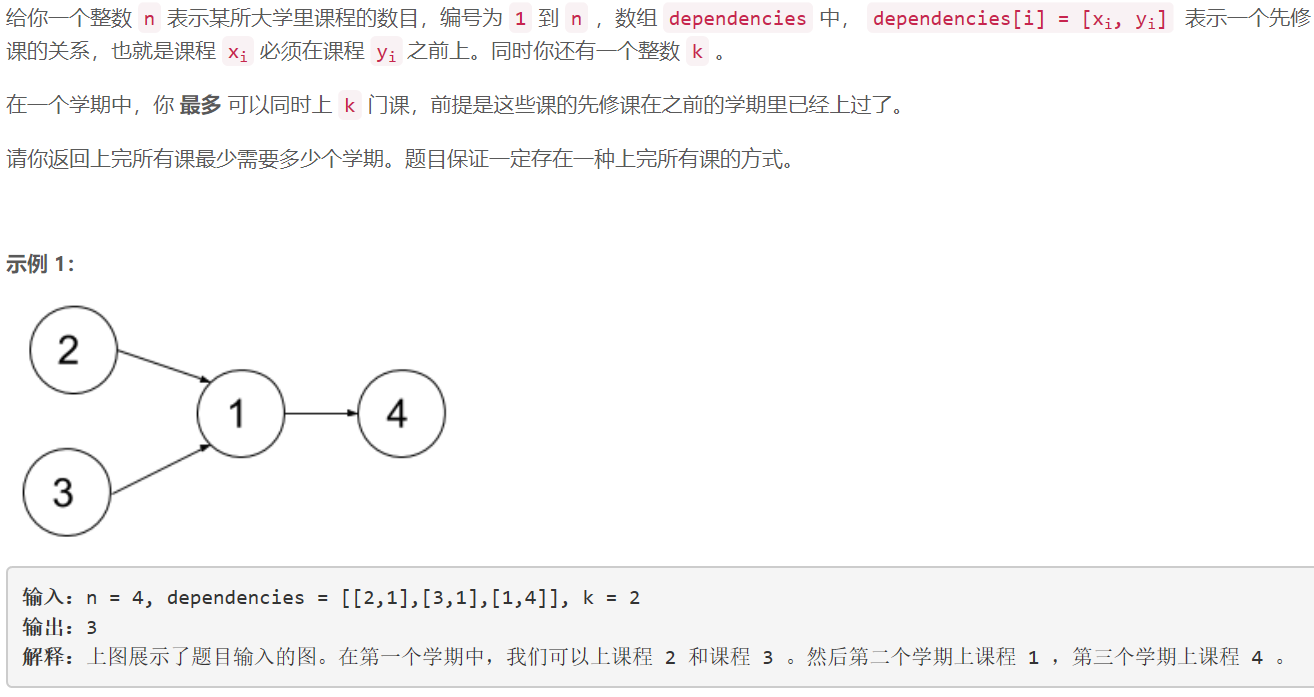 给你一个整数 n 表示某所大学里课程的数目，编号为 1 到 n ，数组 dependencies 中， dependencies[i] = [xi, yi] 表示一个先修
课的关系，也就是课程 xi 必须在课程 yi 之前上。同时你还有一个整数 k 。
在一个学期中，你 最多 可以同时上 k 门课，前提是这些课的先修课在之前的学期里已经上过了。
请你返回上完所有课最少需要多少个学期。题目保证一定存在一种上完所有课的方式。
示例 1：
2
1
4
3
输入：n = 4, dependencies = [[2,1],[3,1],[1,4]], k = 2
输出：3
解释：上图展示了题目输入的图。在第一个学期中，我们可以上课程 2 和课程 3 。然后第二个学期上课程 1 ，第三个学期上课程 4 。